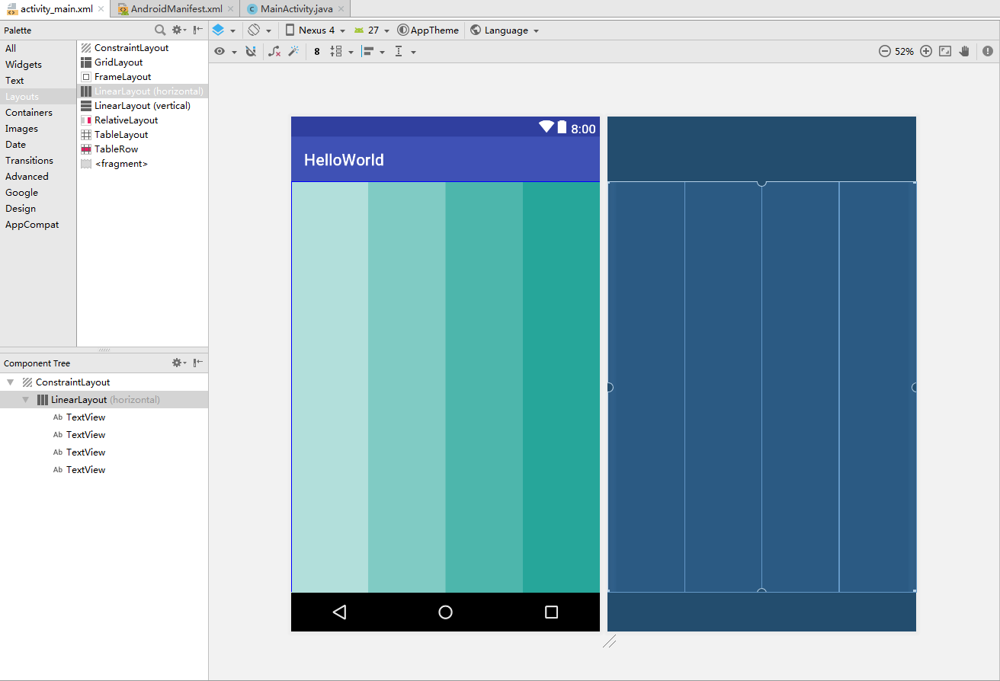 activity_main.xml AndroidManifest.xml MainActivity.java
Palette
Nexus 4 27 AppTheme Language
8 52%
All
Widgets
Text
Layouts
Containers
Images
Date
Transitions
Advanced
Google
Design
AppCompat
ConstraintLayout
GridLayout
FrameLayout
LinearLayout (horizontal)
LinearLayout (vertical)
RelativeLayout
TableLayout
TableRow
<fragment>
8:00
HelloWorld
Component Tree
ConstraintLayout
LinearLayout (horizontal)
Ab TextView
Ab TextView
Ab TextView
Ab TextView